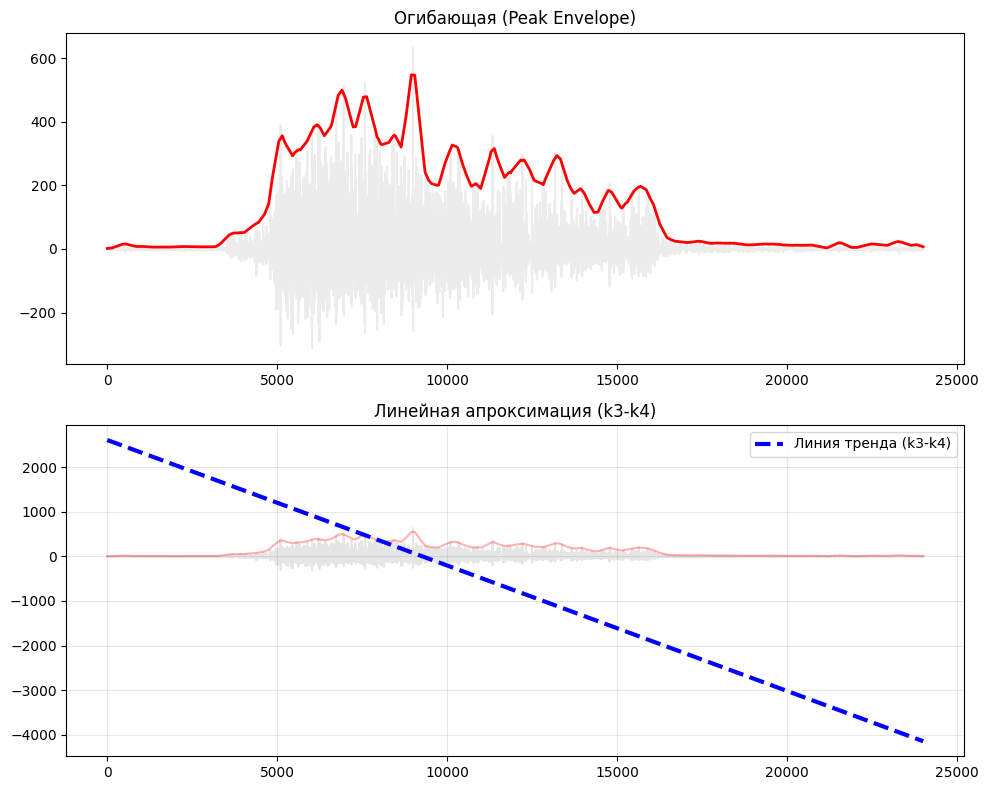 Огибающая (Peak Envelope)
600
400
200
0
−200
0 5000 10000 15000 20000 25000
Линейная апроксимация (k3-k4)
Линия тренда (k3-k4)
2000
1000
0
−1000
−2000
−3000
−4000
0 5000 10000 15000 20000 25000